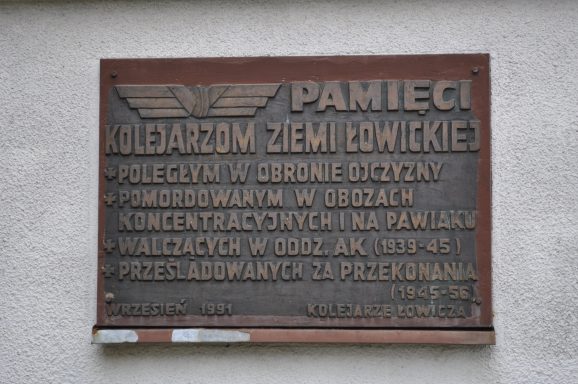 PAMIĘCI
KOLEJARZOM ZIEMI ŁOWICKIEJ
* POLEGŁYM W OBRONIE OJCZYZNY
* POMORDOWANYM W OBOZACH
KONCENTRACYJNYCH I NA PAWIAKU
* WALCZĄCYCH W ODDZ. AK (1939-45)
* PRZEŚLĄDOWANYCH ZA PRZEKONANIA
(1945-56)
WRZESIEŃ 1991 KOLEJARZE ŁOWICZA